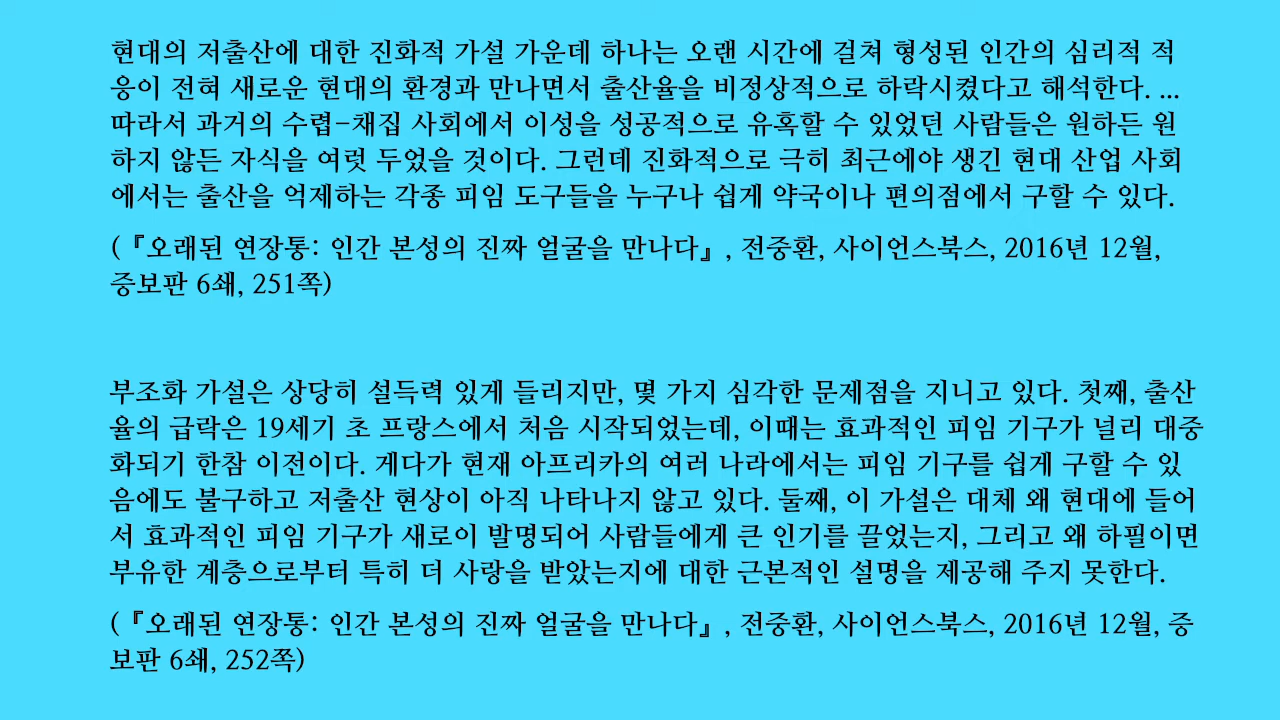 현대의 저출산에 대한 진화적 가설 가운데 하나는 오랜 시간에 걸쳐 형성된 인간의 심리적 적
응이 전혀 새로운 현대의 환경과 만나면서 출산율을 비정상적으로 하락시켰다고 해석한다. ...
따라서 과거의 수렵-채집 사회에서 이성을 성공적으로 유혹할 수 있었던 사람들은 원하든 원
하지 않든 자식을 여럿 두었을 것이다. 그런데 진화적으로 극히 최근에야 생긴 현대 산업 사회
에서는 출산을 억제하는 각종 피임 도구들을 누구나 쉽게 약국이나 편의점에서 구할 수 있다.
(『오래된 연장통: 인간 본성의 진짜 얼굴을 만나다』, 전중환, 사이언스북스, 2016년 12월,
증보판 6쇄, 251쪽)
부조화 가설은 상당히 설득력 있게 들리지만, 몇 가지 심각한 문제점을 지니고 있다. 첫째, 출산
율의 급락은 19세기 초 프랑스에서 처음 시작되었는데, 이때는 효과적인 피임 기구가 널리 대중
화되기 한참 이전이다. 게다가 현재 아프리카의 여러 나라에서는 피임 기구를 쉽게 구할 수 있
음에도 불구하고 저출산 현상이 아직 나타나지 않고 있다. 둘째, 이 가설은 대체 왜 현대에 들어
서 효과적인 피임 기구가 새로이 발명되어 사람들에게 큰 인기를 끌었는지, 그리고 왜 하필이면
부유한 계층으로부터 특히 더 사랑을 받았는지에 대한 근본적인 설명을 제공해 주지 못한다.
(『오래된 연장통: 인간 본성의 진짜 얼굴을 만나다』, 전중환, 사이언스북스, 2016년 12월, 증
보판 6쇄, 252쪽)